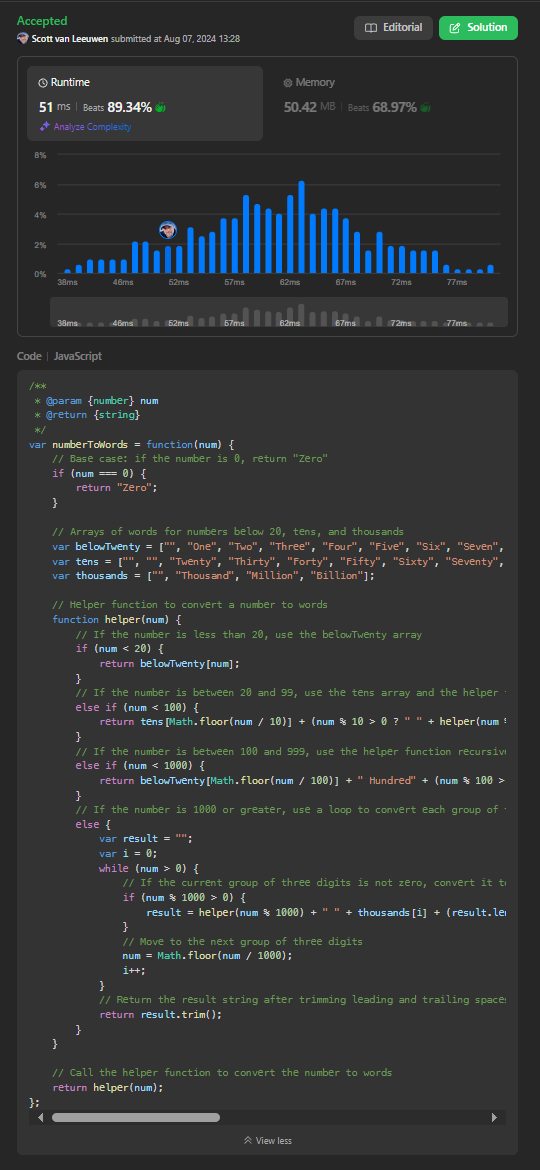 Accepted
Editorial
Solution
Scott van Leeuwen submitted at Aug 07, 2024 13:28
Runtime
51 ms | Beats 89.34%
Analyze Complexity
Memory
50.42 MB | Beats 68.97%
8%
6%
4%
2%
0%
38ms 46ms 52ms 57ms 62ms 67ms 72ms 77ms
38ms 46ms 52ms 57ms 62ms 67ms 72ms 77ms
Code | JavaScript
/**
 * @param {number} num
 * @return {string}
 */
var numberToWords = function(num) {
    // Base case: if the number is 0, return "Zero"
    if (num === 0) {
        return "Zero";
    }

    // Arrays of words for numbers below 20, tens, and thousands
    var belowTwenty = ["", "One", "Two", "Three", "Four", "Five", "Six", "Seven",
    var tens = ["", "", "Twenty", "Thirty", "Forty", "Fifty", "Sixty", "Seventy",
    var thousands = ["", "Thousand", "Million", "Billion"];

    // Helper function to convert a number to words
    function helper(num) {
        // If the number is less than 20, use the belowTwenty array
        if (num < 20) {
            return belowTwenty[num];
        }
        // If the number is between 20 and 99, use the tens array and the helper
        else if (num < 100) {
            return tens[Math.floor(num / 10)] + (num % 10 > 0 ? " " + helper(num %
        }
        // If the number is between 100 and 999, use the helper function recursive
        else if (num < 1000) {
            return belowTwenty[Math.floor(num / 100)] + " Hundred" + (num % 100 >
        }
        // If the number is 1000 or greater, use a loop to convert each group of
        else {
            var result = "";
            var i = 0;
            while (num > 0) {
                // If the current group of three digits is not zero, convert it to
                if (num % 1000 > 0) {
                    result = helper(num % 1000) + " " + thousands[i] + (result.len
                }
                // Move to the next group of three digits
                num = Math.floor(num / 1000);
                i++;
            }
            // Return the result string after trimming leading and trailing spaces
            return result.trim();
        }
    }

    // Call the helper function to convert the number to words
    return helper(num);
};
View less